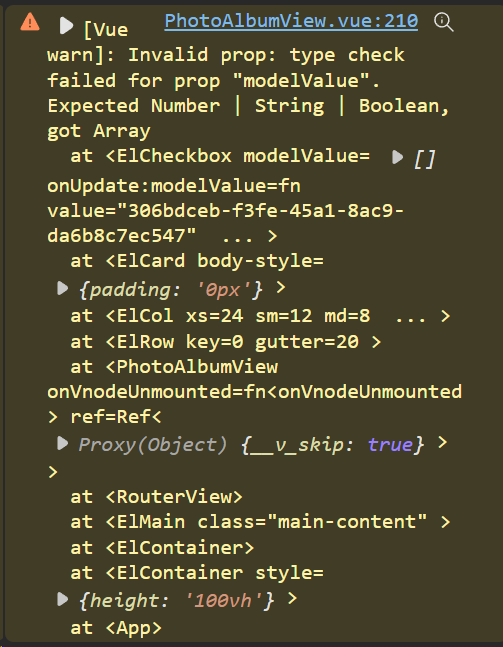 PhotoAlbumView.vue:210
[Vue
warn]: Invalid prop: type check
failed for prop "modelValue".
Expected Number | String | Boolean,
got Array
at <ElCheckbox modelValue= []
onUpdate:modelValue=fn
value="306bdceb-f3fe-45a1-8ac9-
da6b8c7ec547" ... >
at <ElCard body-style=
{padding: '0px'} >
at <ElCol xs=24 sm=12 md=8 ... >
at <ElRow key=0 gutter=20 >
at <PhotoAlbumView
onVnodeUnmounted=fn<onVnodeUnmounted
> ref=Ref<
Proxy(Object) {__v_skip: true} >
>
at <RouterView>
at <ElMain class="main-content" >
at <ElContainer>
at <ElContainer style=
{height: '100vh'} >
at <App>